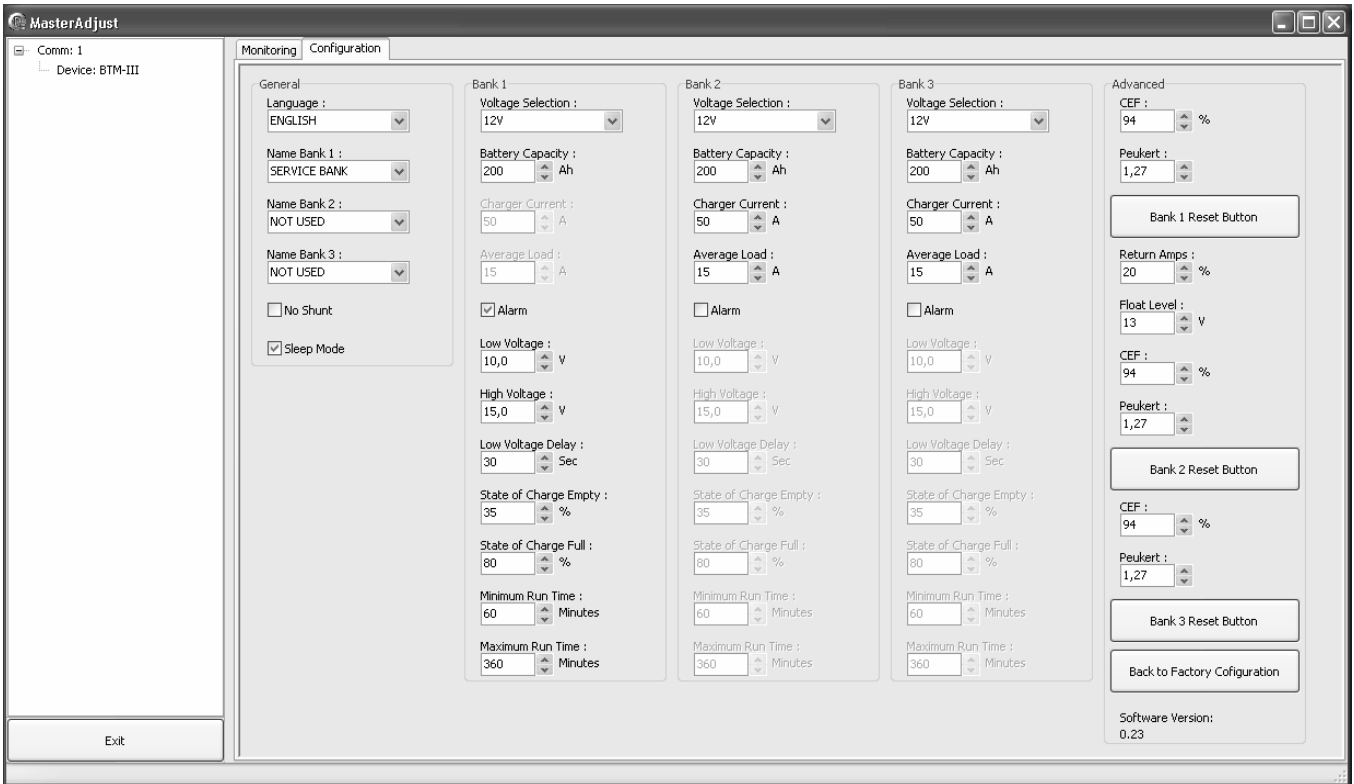 MasterAdjust
Comm: 1
Device: BTM-III
Exit
Monitoring
Configuration
General
Language :
ENGLISH
Name Bank 1 :
SERVICE BANK
Name Bank 2 :
NOT USED
Name Bank 3 :
NOT USED
No Shunt
Sleep Mode
Bank 1
Voltage Selection :
12V
Battery Capacity :
200 Ah
Charger Current :
50 A
Average Load :
15 A
Alarm
Low Voltage :
10,0 V
High Voltage :
15,0 V
Low Voltage Delay :
30 Sec
State of Charge Empty :
35 %
State of Charge Full :
80 %
Minimum Run Time :
60 Minutes
Maximum Run Time :
360 Minutes
Bank 2
Voltage Selection :
12V
Battery Capacity :
200 Ah
Charger Current :
50 A
Average Load :
15 A
Alarm
Low Voltage :
10,0 V
High Voltage :
15,0 V
Low Voltage Delay :
30 Sec
State of Charge Empty :
35 %
State of Charge Full :
80 %
Minimum Run Time :
60 Minutes
Maximum Run Time :
360 Minutes
Bank 3
Voltage Selection :
12V
Battery Capacity :
200 Ah
Charger Current :
50 A
Average Load :
15 A
Alarm
Low Voltage :
10,0 V
High Voltage :
15,0 V
Low Voltage Delay :
30 Sec
State of Charge Empty :
35 %
State of Charge Full :
80 %
Minimum Run Time :
60 Minutes
Maximum Run Time :
360 Minutes
Advanced
CEF :
94 %
Peukert :
1,27
Bank 1 Reset Button
Return Amps :
20 %
Float Level :
13 V
CEF :
94 %
Peukert :
1,27
Bank 2 Reset Button
CEF :
94 %
Peukert :
1,27
Bank 3 Reset Button
Back to Factory Cofiguration
Software Version:
0.23